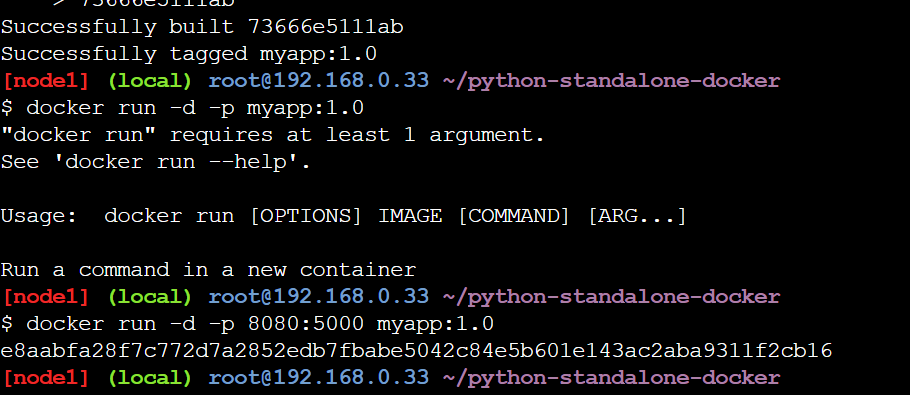 > 73666e5111ab
Successfully built 73666e5111ab
Successfully tagged myapp:1.0
[node1] (local) root@192.168.0.33 ~/python-standalone-docker
$ docker run -d -p myapp:1.0
"docker run" requires at least 1 argument.
See 'docker run --help'.
Usage:  docker run [OPTIONS] IMAGE [COMMAND] [ARG...]
Run a command in a new container
[node1] (local) root@192.168.0.33 ~/python-standalone-docker
$ docker run -d -p 8080:5000 myapp:1.0
e8aabfa28f7c772d7a2852edb7fbabe5042c84e5b601e143ac2aba9311f2cb16
[node1] (local) root@192.168.0.33 ~/python-standalone-docker